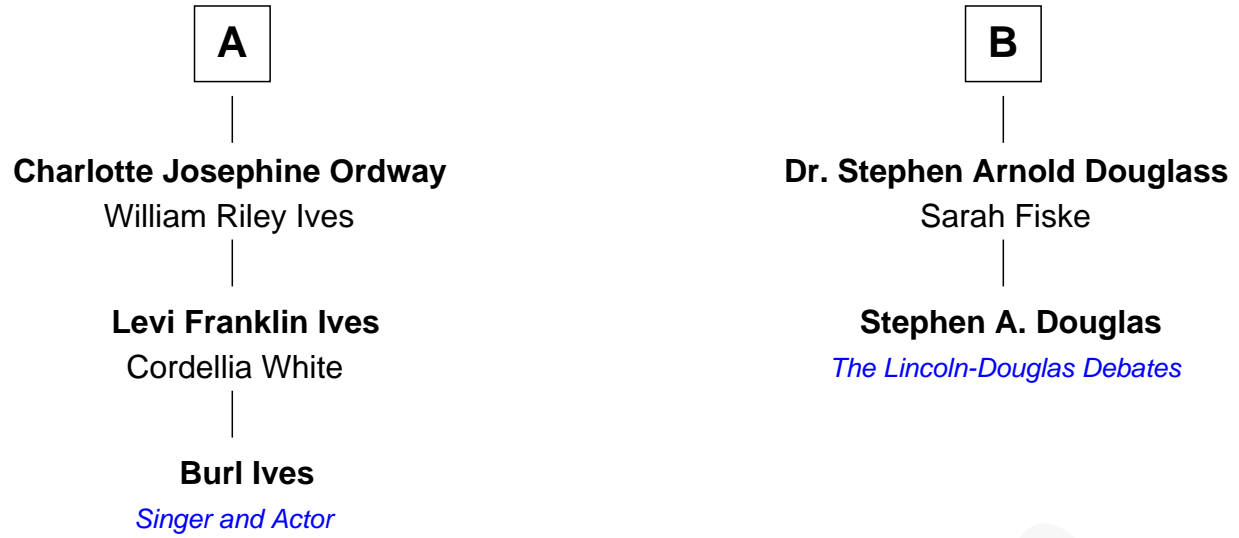 A
B
Charlotte Josephine Ordway
William Riley Ives
Dr. Stephen Arnold Douglass
Sarah Fiske
Levi Franklin Ives
Cordellia White
Stephen A. Douglas
The Lincoln-Douglas Debates
Burl Ives
Singer and Actor